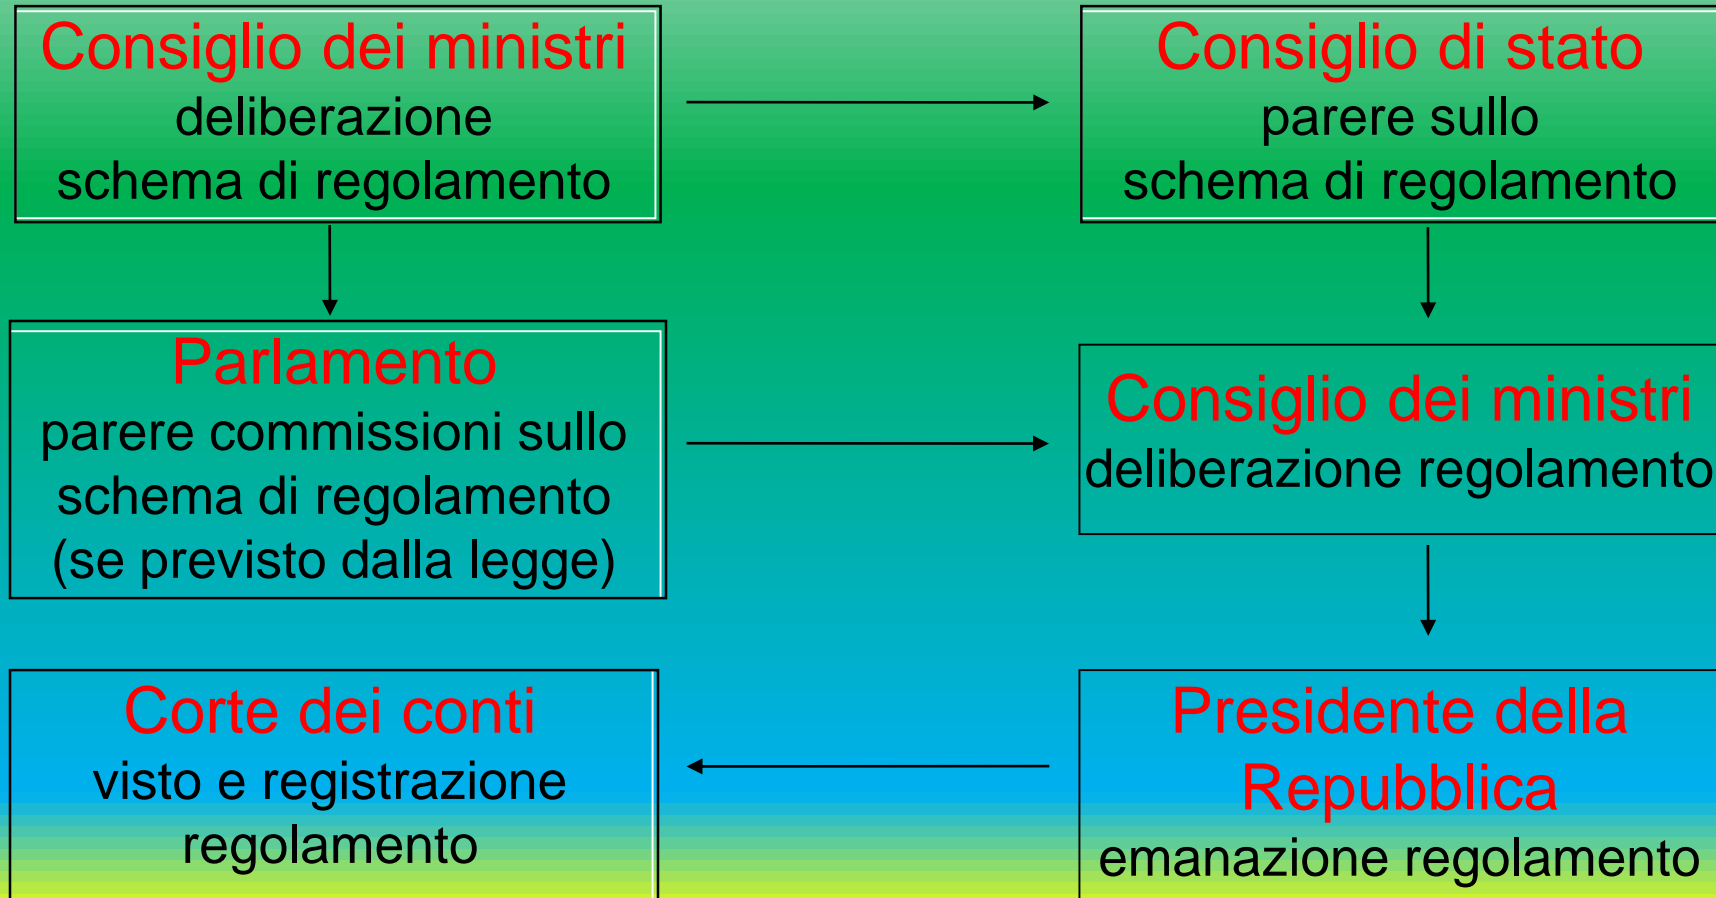 Consiglio dei ministri
deliberazione
schema di regolamento
Consiglio di stato
parere sullo
schema di regolamento
Parlamento
parere commissioni sullo
schema di regolamento
(se previsto dalla legge)
Consiglio dei ministri
deliberazione regolamento
Corte dei conti
visto e registrazione
regolamento
Presidente della
Repubblica
emanazione regolamento